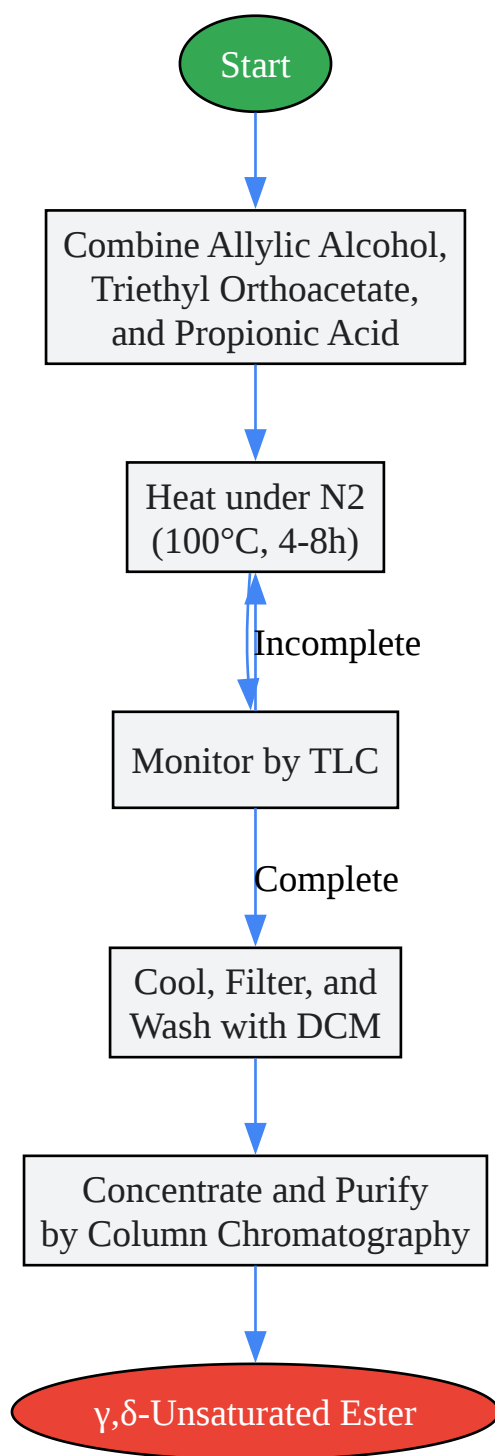 Start
Combine Allylic Alcohol,
Triethyl Orthoacetate,
and Propionic Acid
Heat under N2
(100°C, 4-8h)
Incomplete
Monitor by TLC
Complete
Cool, Filter, and
Wash with DCM
Concentrate and Purify
by Column Chromatography
γ,δ-Unsaturated Ester